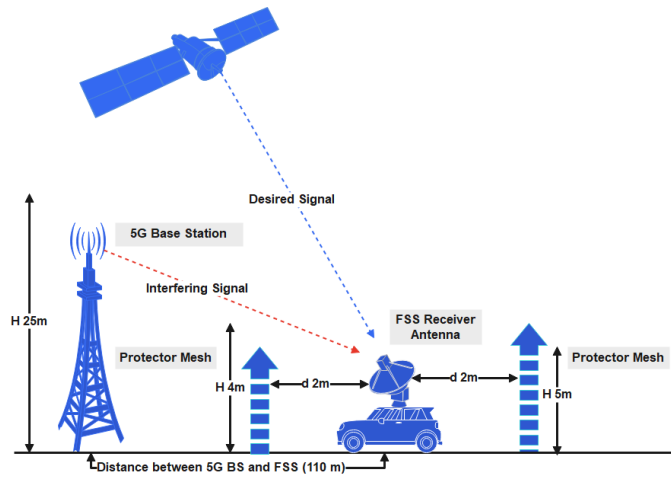 Desired Signal
5G Base Station
Interfering Signal
H 25m
FSS Receiver
Antenna
Protector Mesh
H 4m
d 2m
d 2m
H 5m
Protector Mesh
Distance between 5G BS and FSS (110 m)